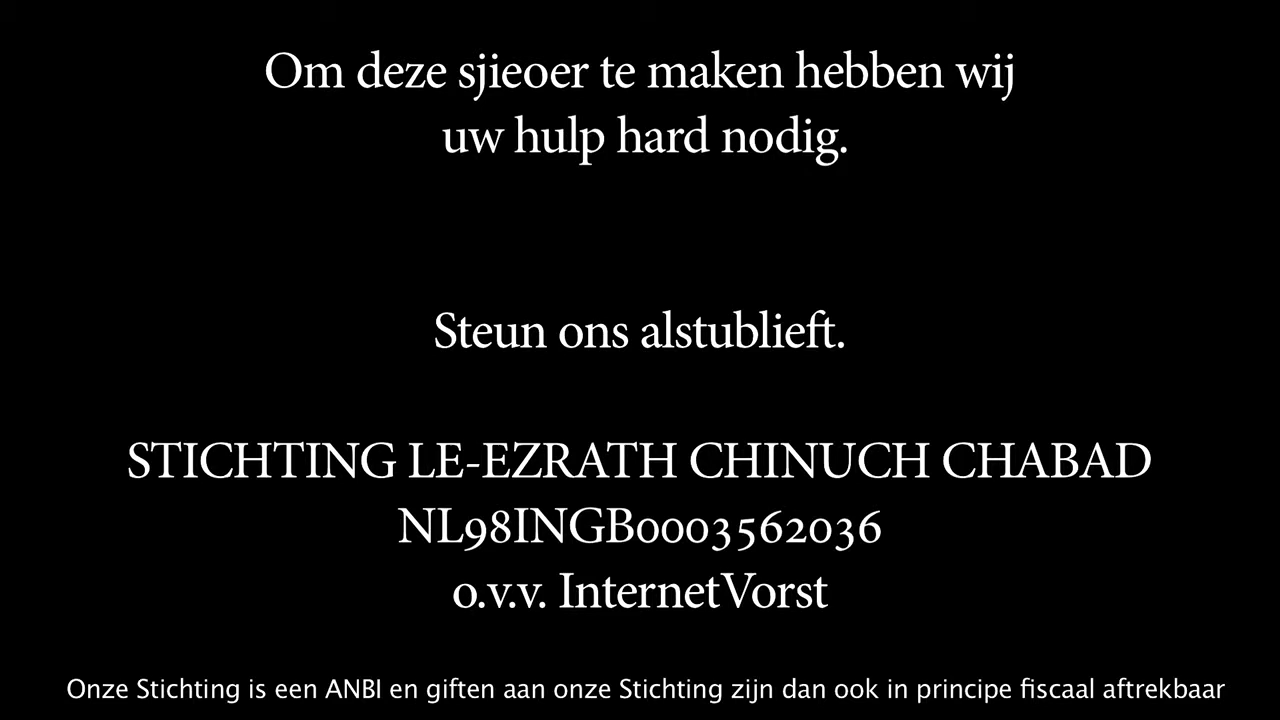 Om deze sjieoer te maken hebben wij
uw hulp hard nodig.
Steun ons alstublieft.
STICHTING LE-EZRATH CHINUCH CHABAD
NL98INGB0003562036
o.v.v. InternetVorst
Onze Stichting is een ANBI en giften aan onze Stichting zijn dan ook in principe fiscaal aftrekbaar